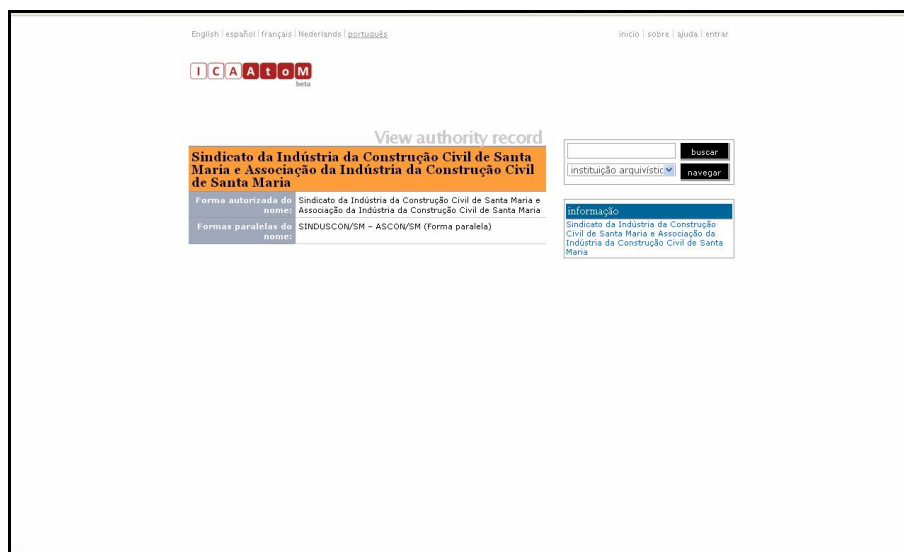 English | español | français | Nederlands | português
inicio | sobre | ajuda | entrar
ICAAtoM
beta
View authority record
Sindicato da Indústria da Construção Civil de Santa
Maria e Associação da Indústria da Construção Civil
de Santa Maria
Forma autorizada do
nome:
Sindicato da Indústria da Construção Civil de Santa Maria e
Associação da Indústria da Construção Civil de Santa Maria
Formas paralelas do
nome:
SINDUSCON/SM – ASCON/SM (Forma paralela)
buscar
instituição arquivístic
navegar
informação
Sindicato da Indústria da Construção
Civil de Santa Maria e Associação da
Indústria da Construção Civil de Santa
Maria